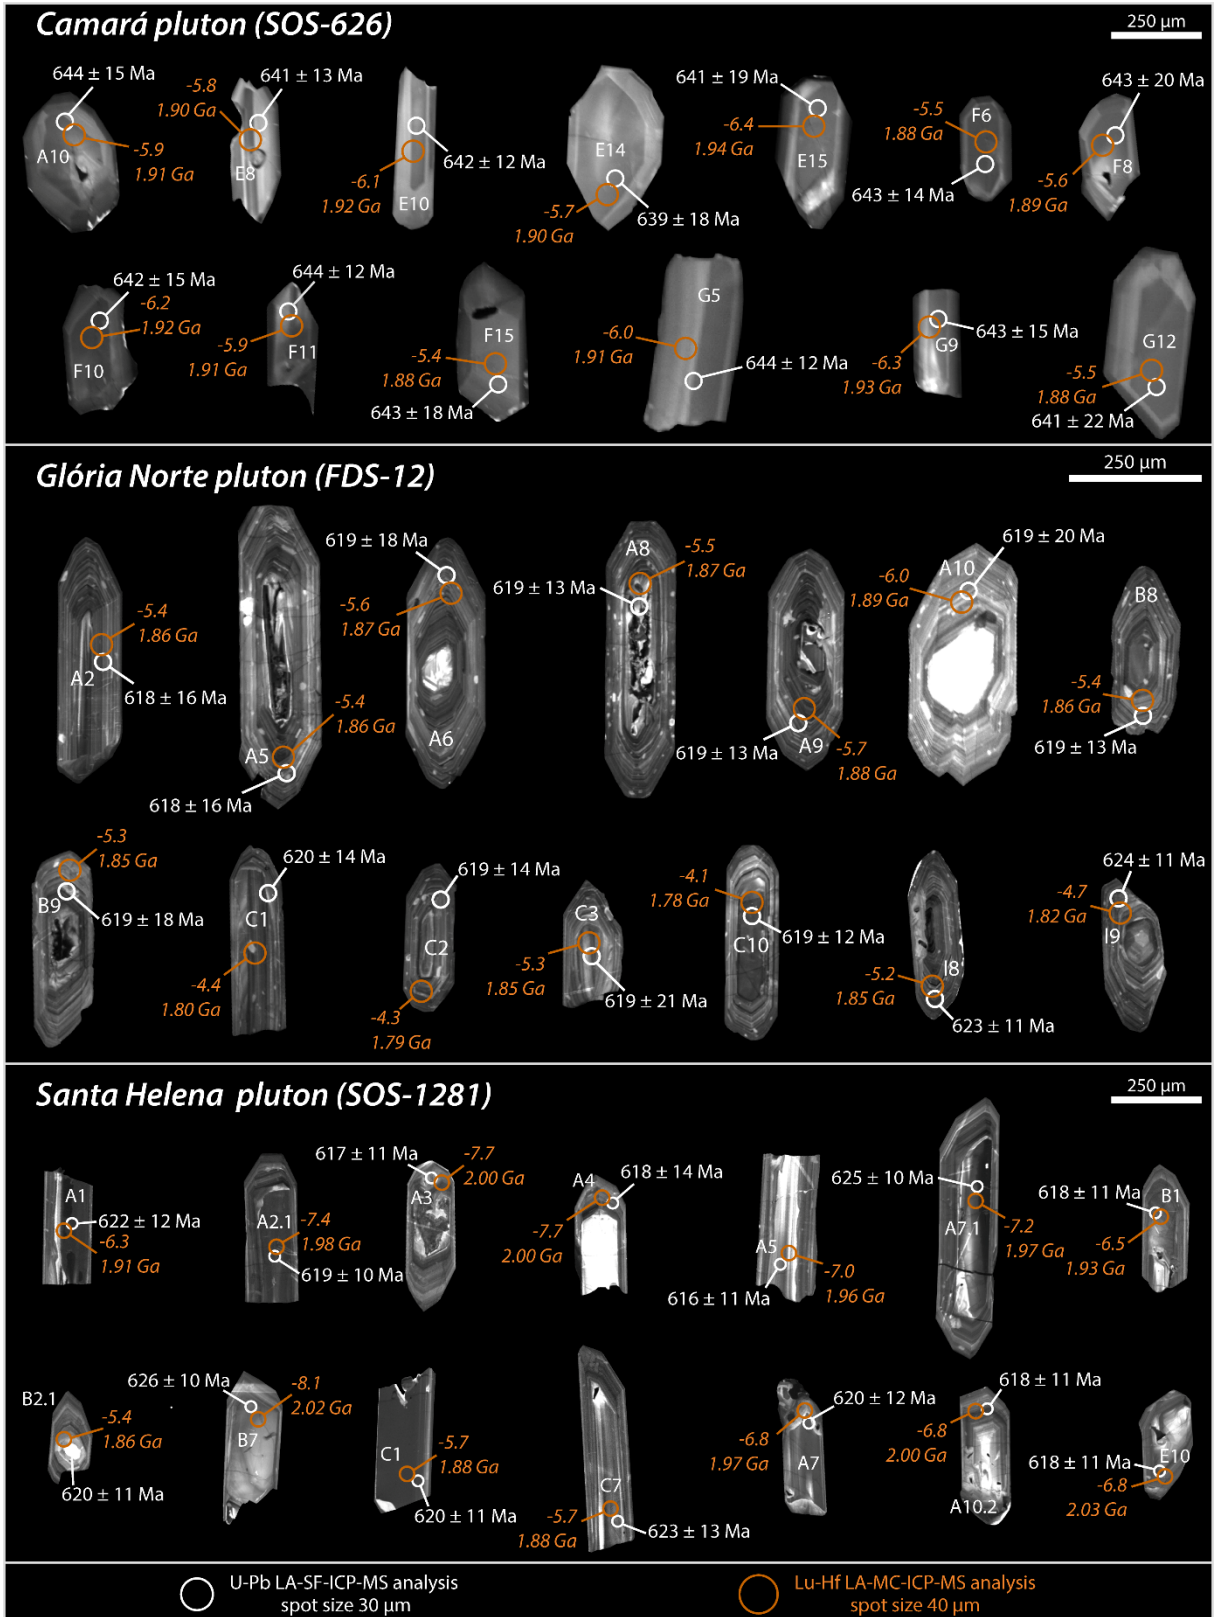 Camará pluton (SOS-626)
250 µm
644 ± 15 Ma
-5.9
1.91 Ga
A10
641 ± 13 Ma
-5.8
1.90 Ga
E8
642 ± 12 Ma
-6.1
1.92 Ga
E10
E14
639 ± 18 Ma
-5.7
1.90 Ga
641 ± 19 Ma
-6.4
1.94 Ga
E15
F6
-5.5
1.88 Ga
643 ± 14 Ma
643 ± 20 Ma
F8
-5.6
1.89 Ga
642 ± 15 Ma
-6.2
1.92 Ga
F10
644 ± 12 Ma
-5.9
1.91 Ga
F11
F15
-5.4
1.88 Ga
643 ± 18 Ma
G5
-6.0
1.91 Ga
644 ± 12 Ma
643 ± 15 Ma
G9
-6.3
1.93 Ga
G12
-5.5
1.88 Ga
641 ± 22 Ma
Glória Norte pluton (FDS-12)
250 µm
-5.4
1.86 Ga
A2
618 ± 16 Ma
-5.4
1.86 Ga
A5
618 ± 16 Ma
619 ± 18 Ma
-5.6
1.87 Ga
A6
A8
-5.5
1.87 Ga
619 ± 13 Ma
619 ± 13 Ma
A9
-5.7
1.88 Ga
A10
619 ± 20 Ma
-6.0
1.89 Ga
B8
-5.4
1.86 Ga
619 ± 13 Ma
-5.3
1.85 Ga
B9
619 ± 18 Ma
620 ± 14 Ma
C1
-4.4
1.80 Ga
619 ± 14 Ma
C2
-4.3
1.79 Ga
C3
-5.3
1.85 Ga
619 ± 21 Ma
-4.1
1.78 Ga
C10
619 ± 12 Ma
I8
-5.2
1.85 Ga
623 ± 11 Ma
624 ± 11 Ma
-4.7
1.82 Ga
I9
Santa Helena pluton (SOS-1281)
250 µm
A1
622 ± 12 Ma
-6.3
1.91 Ga
A2.1
-7.4
1.98 Ga
619 ± 10 Ma
617 ± 11 Ma
-7.7
2.00 Ga
A3
A4
618 ± 14 Ma
-7.7
2.00 Ga
A5
-7.0
1.96 Ga
616 ± 11 Ma
625 ± 10 Ma
A7.1
-7.2
1.97 Ga
618 ± 11 Ma
B1
-6.5
1.93 Ga
B2.1
-5.4
1.86 Ga
620 ± 11 Ma
626 ± 10 Ma
-8.1
2.02 Ga
B7
C1
-5.7
1.88 Ga
620 ± 11 Ma
C7
-5.7
1.88 Ga
623 ± 13 Ma
620 ± 12 Ma
-6.8
1.97 Ga
A7
618 ± 11 Ma
-6.8
2.00 Ga
A10.2
618 ± 11 Ma
E10
-6.8
2.03 Ga
U-Pb LA-SF-ICP-MS analysis
spot size 30 µm
Lu-Hf LA-MC-ICP-MS analysis
spot size 40 µm